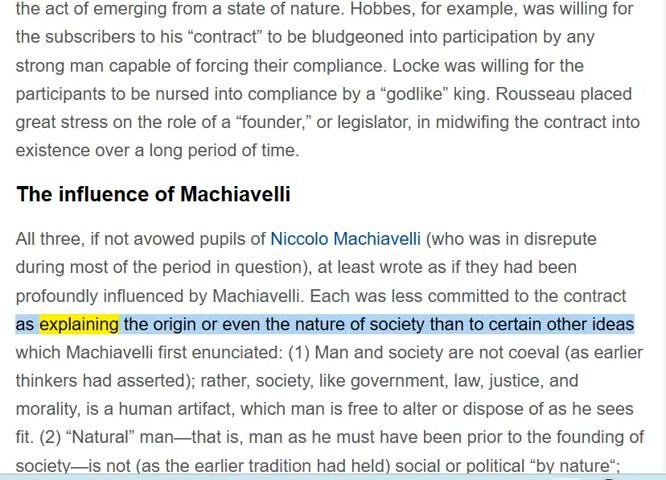 the act of emerging from a state of nature. Hobbes, for example, was willing for
the subscribers to his “contract” to be bludgeoned into participation by any
strong man capable of forcing their compliance. Locke was willing for the
participants to be nursed into compliance by a “godlike” king. Rousseau placed
great stress on the role of a “founder,” or legislator, in midwifing the contract into
existence over a long period of time.
The influence of Machiavelli
All three, if not avowed pupils of Niccolo Machiavelli (who was in disrepute
during most of the period in question), at least wrote as if they had been
profoundly influenced by Machiavelli. Each was less committed to the contract
as explaining the origin or even the nature of society than to certain other ideas
which Machiavelli first enunciated: (1) Man and society are not coeval (as earlier
thinkers had asserted); rather, society, like government, law, justice, and
morality, is a human artifact, which man is free to alter or dispose of as he sees
fit. (2) “Natural” man—that is, man as he must have been prior to the founding of
society—is not (as the earlier tradition had held) social or political “by nature“;